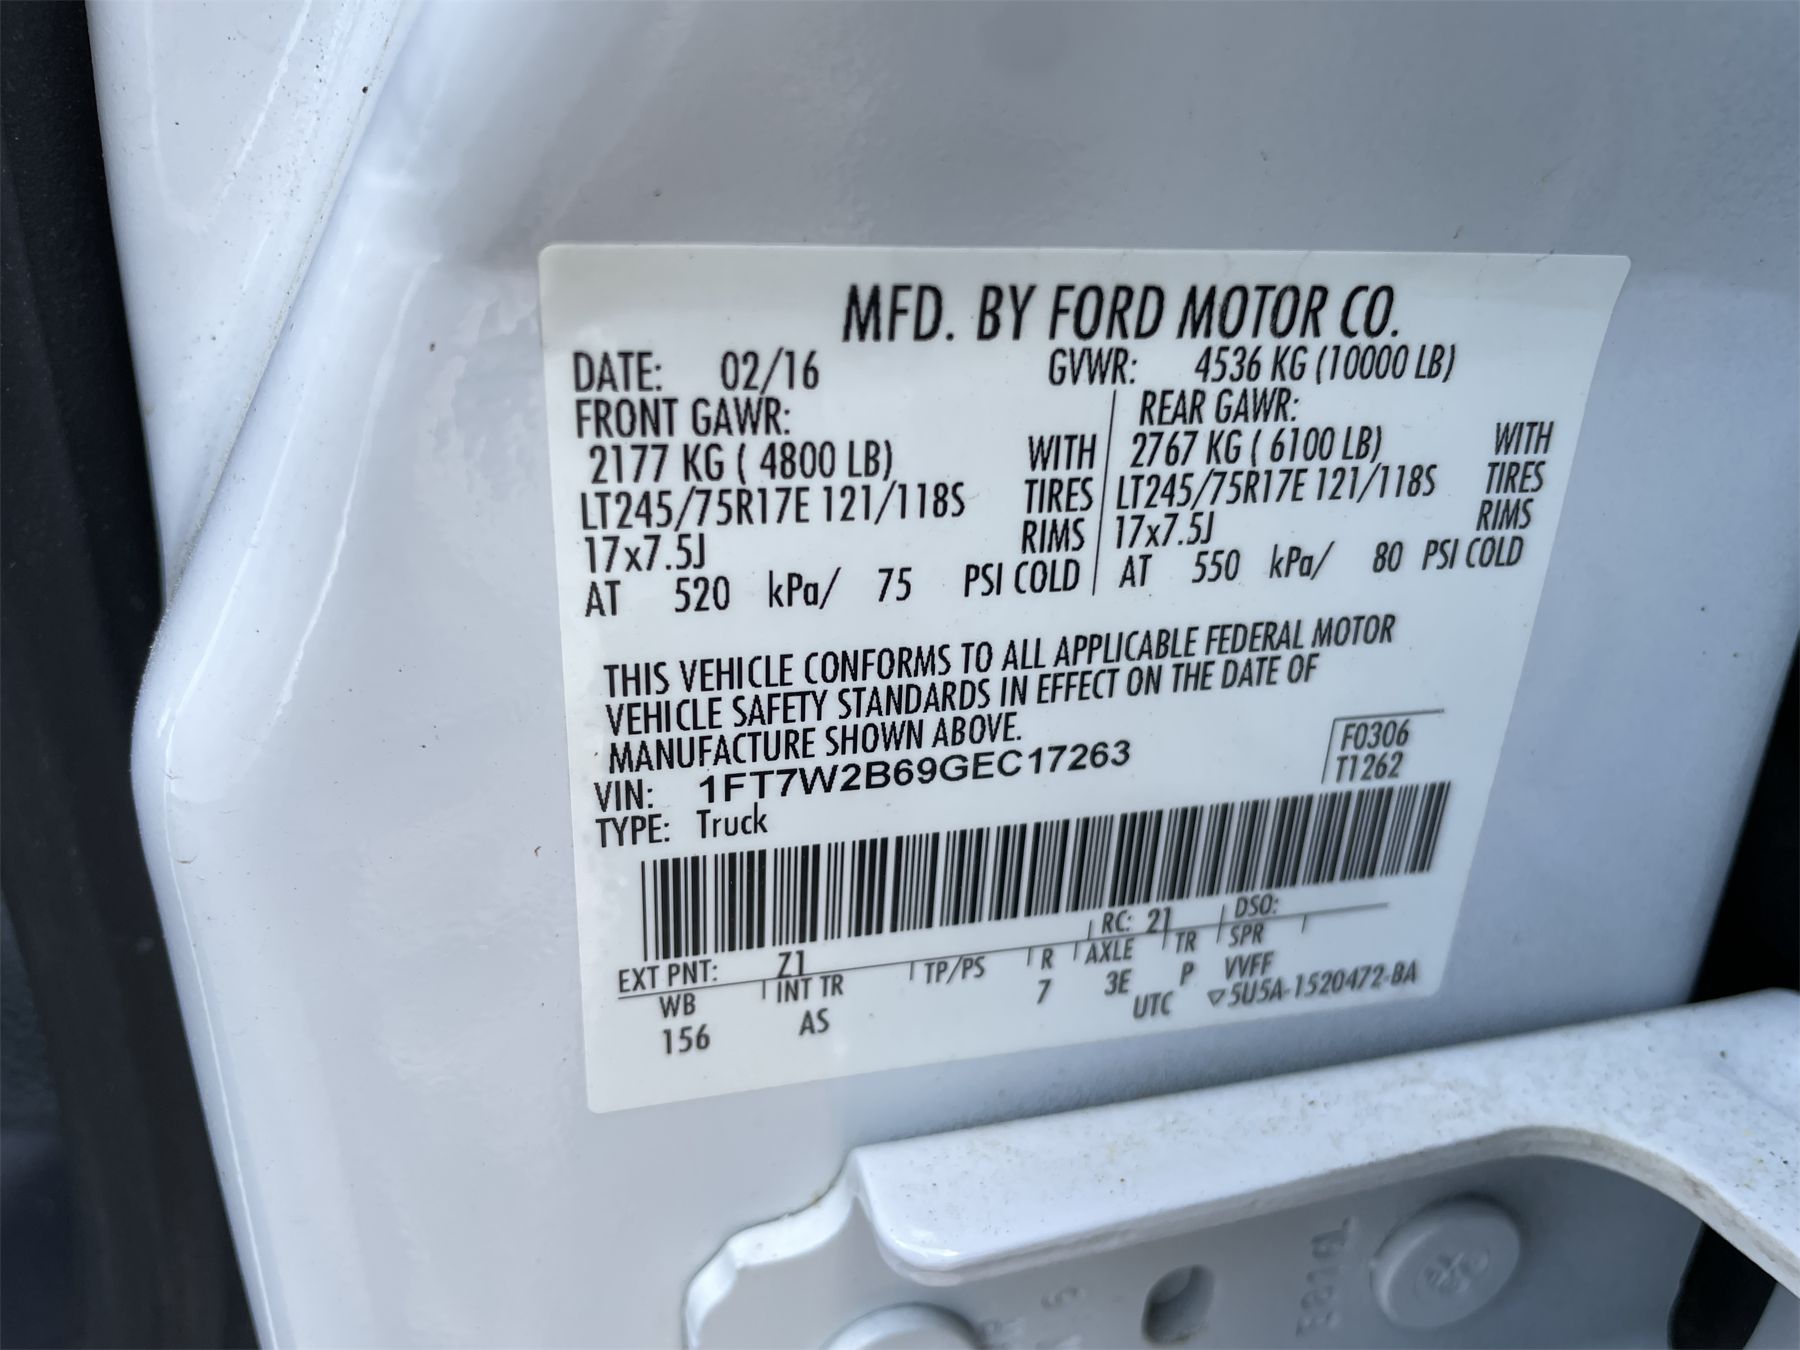 MFD. BY FORD MOTOR CO.
DATE: 02/16 GVWR: 4536 KG (10000 LB)
FRONT GAWR: REAR GAWR:
2177 KG ( 4800 LB) WITH 2767 KG ( 6100 LB) WITH
LT245/75R17E 121/118S TIRES LT245/75R17E 121/118S TIRES
17x7.5J RIMS 17x7.5J RIMS
AT 520 kPa/ 75 PSI COLD AT 550 kPa/ 80 PSI COLD
THIS VEHICLE CONFORMS TO ALL APPLICABLE FEDERAL MOTOR
VEHICLE SAFETY STANDARDS IN EFFECT ON THE DATE OF
MANUFACTURE SHOWN ABOVE.
F0306
VIN: 1FT7W2B69GEC17263
T1262
TYPE: Truck
EXT PNT: Z1 RC: 21 DSO:
WB INT TR TP/PS R AXLE TR SPR
156 AS 7 3E P VVFF
UTC ▽5U5A-1520472-BA